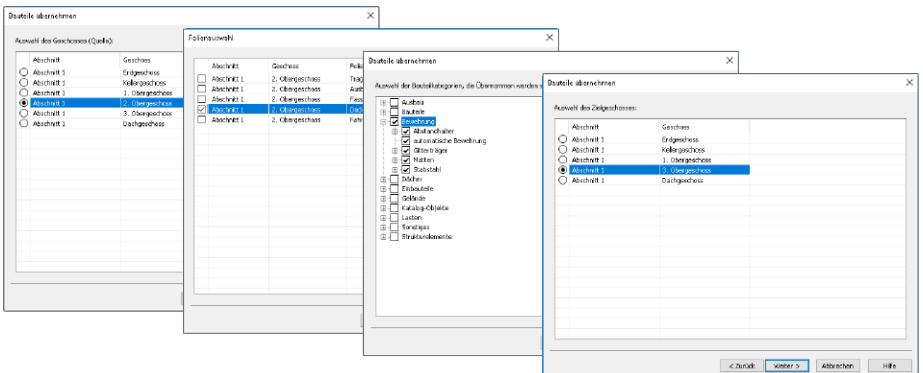 Bauteile übernehmen
Auswahl des Geschosses (Quelle):
Abschnitt Geschoss
Abschnitt 1 Erdgeschoss
Abschnitt 1 Kellergeschoss
Abschnitt 1 1. Obergeschoss
Abschnitt 1 2. Obergeschoss
Abschnitt 1 3. Obergeschoss
Abschnitt 1 Dachgeschoss
Folienauswahl
Abschnitt Geschoss Folie
Abschnitt 1 2. Obergeschoss Trag
Abschnitt 1 2. Obergeschoss
Abschnitt 1 2. Obergeschoss Fass
Abschnitt 1 2. Obergeschoss
Abschnitt 1 2. Obergeschoss Fahr
Bauteile übernehmen
Auswahl der Bauteilkategorien, die Übernommen werden s
Ausbau
Bauteile
Bewehrung
Abstandhalter
automatische Bewehrung
Gitterträger
Matten
Stabstahl
Dächer
Einbauteile
Gelände
Katalog-Objekte
Lasten
Sonstiges
Strukturelemente
Bauteile übernehmen
Auswahl des Zielgeschosses:
Abschnitt Geschoss
Abschnitt 1 Erdgeschoss
Abschnitt 1 Kellergeschoss
Abschnitt 1 1. Obergeschoss
Abschnitt 1 3. Obergeschoss
Abschnitt 1 Dachgeschoss
< Zurück Weiter > Abbrechen Hilfe